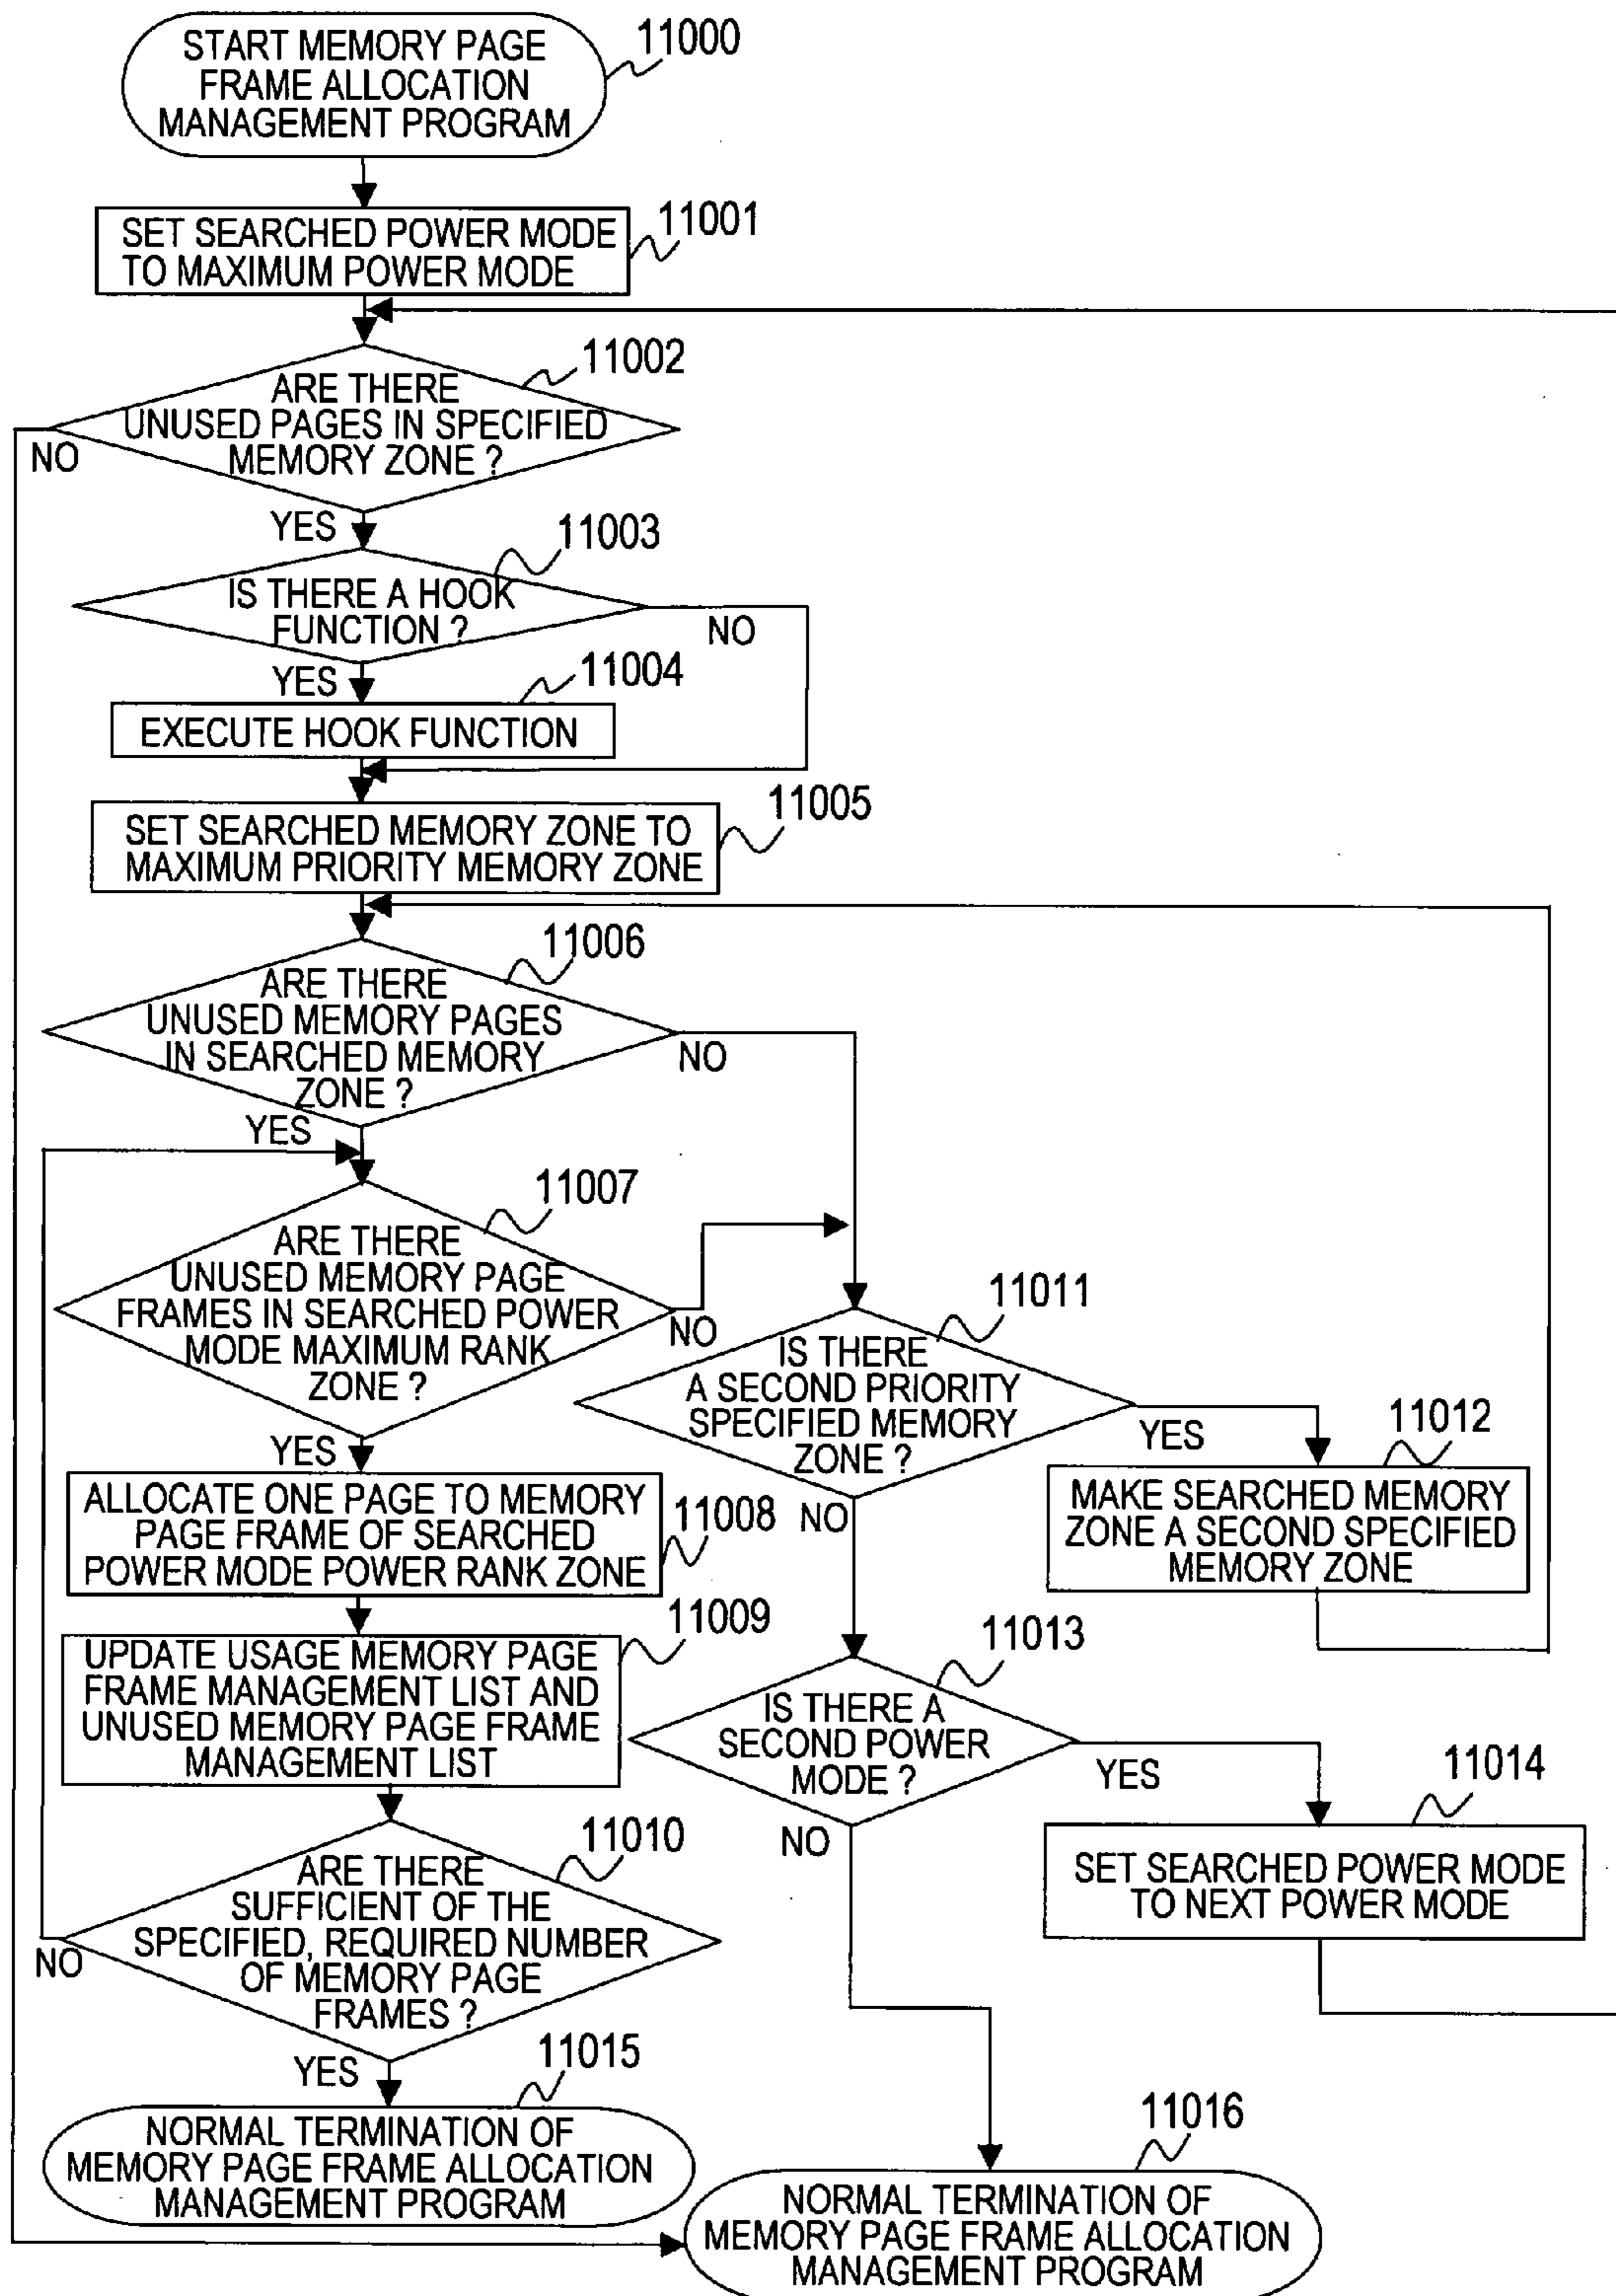 START MEMORY PAGE
FRAME ALLOCATION
MANAGEMENT PROGRAM
11000
SET SEARCHED POWER MODE
TO MAXIMUM POWER MODE
11001
11002
ARE THERE
UNUSED PAGES IN SPECIFIED
MEMORY ZONE ?
NO
YES
11003
IS THERE A HOOK
FUNCTION ?
NO
YES
11004
EXECUTE HOOK FUNCTION
11005
SET SEARCHED MEMORY ZONE TO
MAXIMUM PRIORITY MEMORY ZONE
11006
ARE THERE
UNUSED MEMORY PAGES
IN SEARCHED MEMORY
ZONE ?
NO
YES
11007
ARE THERE
UNUSED MEMORY PAGE
FRAMES IN SEARCHED POWER
MODE MAXIMUM RANK
ZONE ?
NO
YES
11011
IS THERE
A SECOND PRIORITY
SPECIFIED MEMORY
ZONE ?
YES
NO
11012
MAKE SEARCHED MEMORY
ZONE A SECOND SPECIFIED
MEMORY ZONE
ALLOCATE ONE PAGE TO MEMORY
PAGE FRAME OF SEARCHED
POWER MODE POWER RANK ZONE
11008
11009
UPDATE USAGE MEMORY PAGE
FRAME MANAGEMENT LIST AND
UNUSED MEMORY PAGE FRAME
MANAGEMENT LIST
11013
IS THERE A
SECOND POWER
MODE ?
YES
NO
11014
SET SEARCHED POWER MODE
TO NEXT POWER MODE
11010
ARE THERE
SUFFICIENT OF THE
SPECIFIED, REQUIRED NUMBER
OF MEMORY PAGE
FRAMES ?
NO
YES
11015
NORMAL TERMINATION OF
MEMORY PAGE FRAME ALLOCATION
MANAGEMENT PROGRAM
11016
NORMAL TERMINATION OF
MEMORY PAGE FRAME ALLOCATION
MANAGEMENT PROGRAM